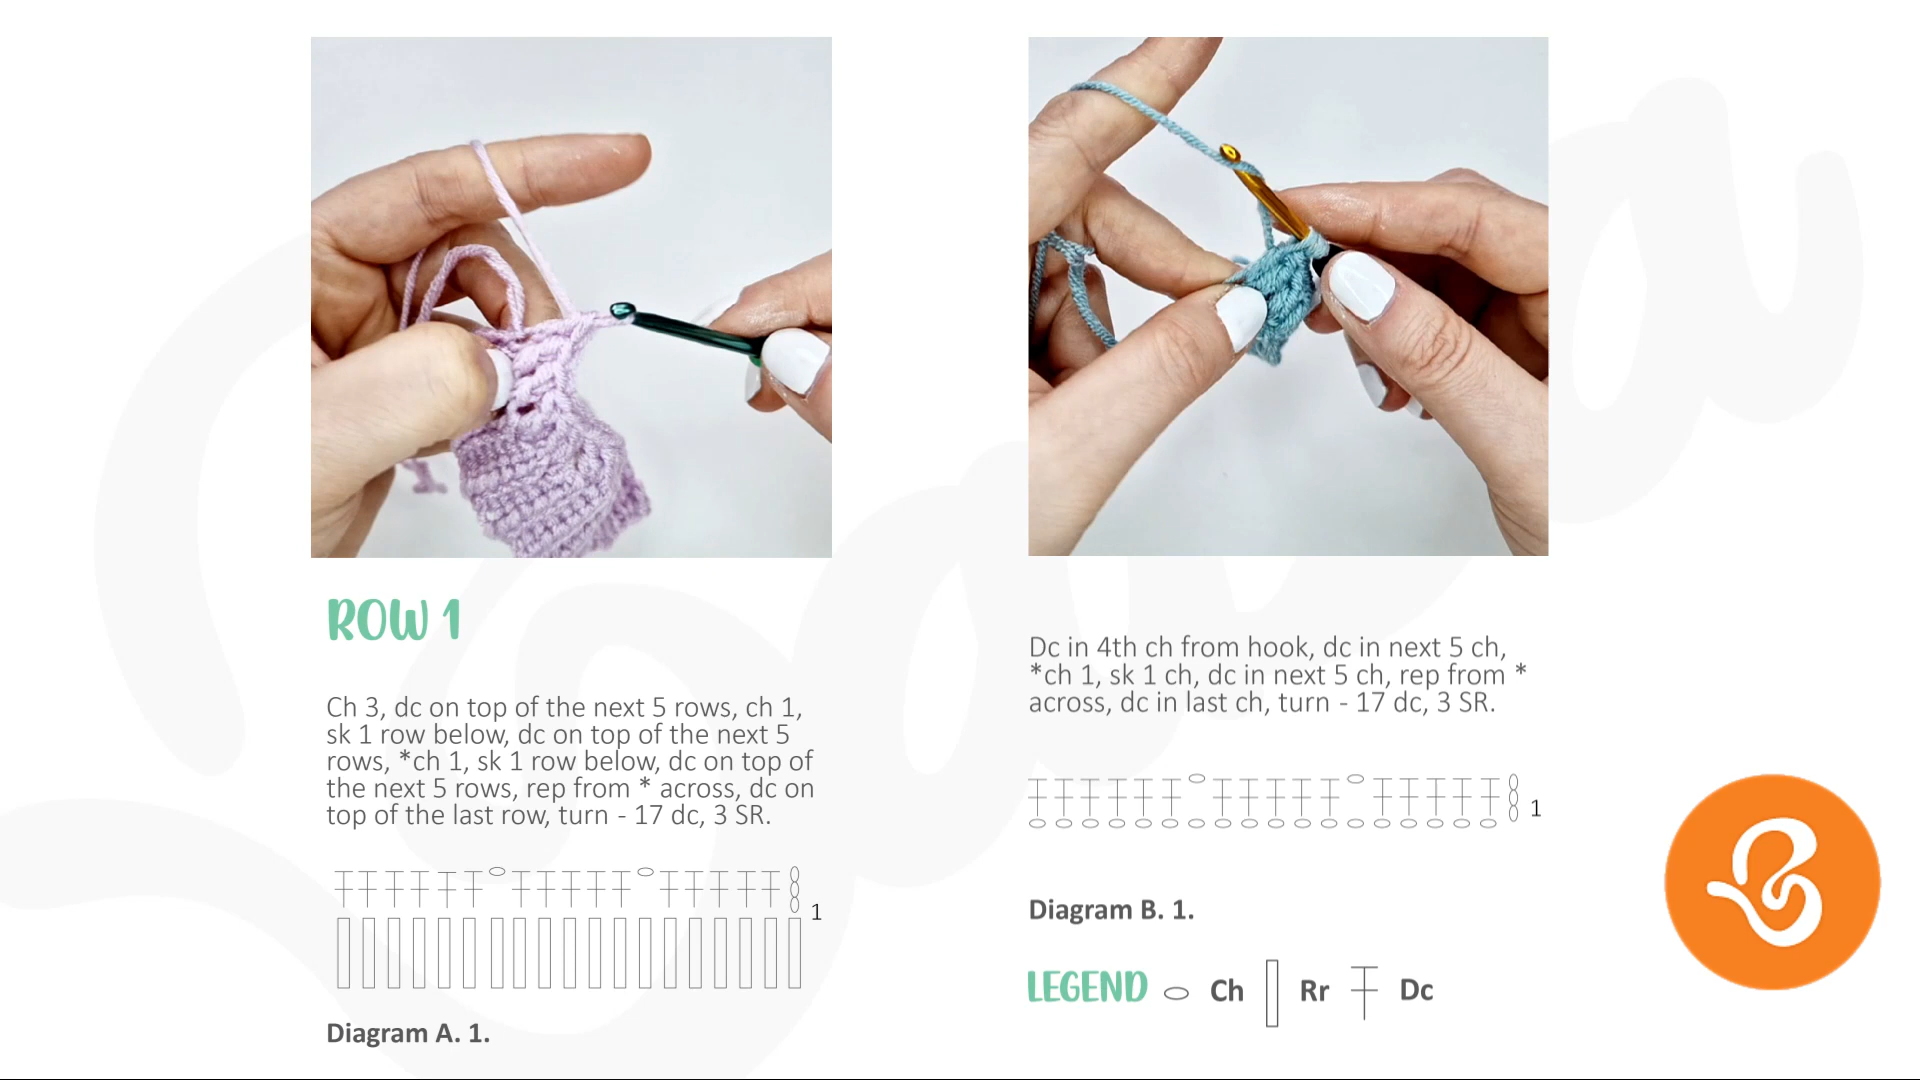 ROW 1
Ch 3, dc on top of the next 5 rows, ch 1,
sk 1 row below, dc on top of the next 5
rows, *ch 1, sk 1 row below, dc on top of
the next 5 rows, rep from * across, dc on
top of the last row, turn - 17 dc, 3 SR.
1
Diagram A. 1.
Dc in 4th ch from hook, dc in next 5 ch,
*ch 1, sk 1 ch, dc in next 5 ch, rep from *
across, dc in last ch, turn - 17 dc, 3 SR.
1
Diagram B. 1.
LEGEND Ch Rr Dc